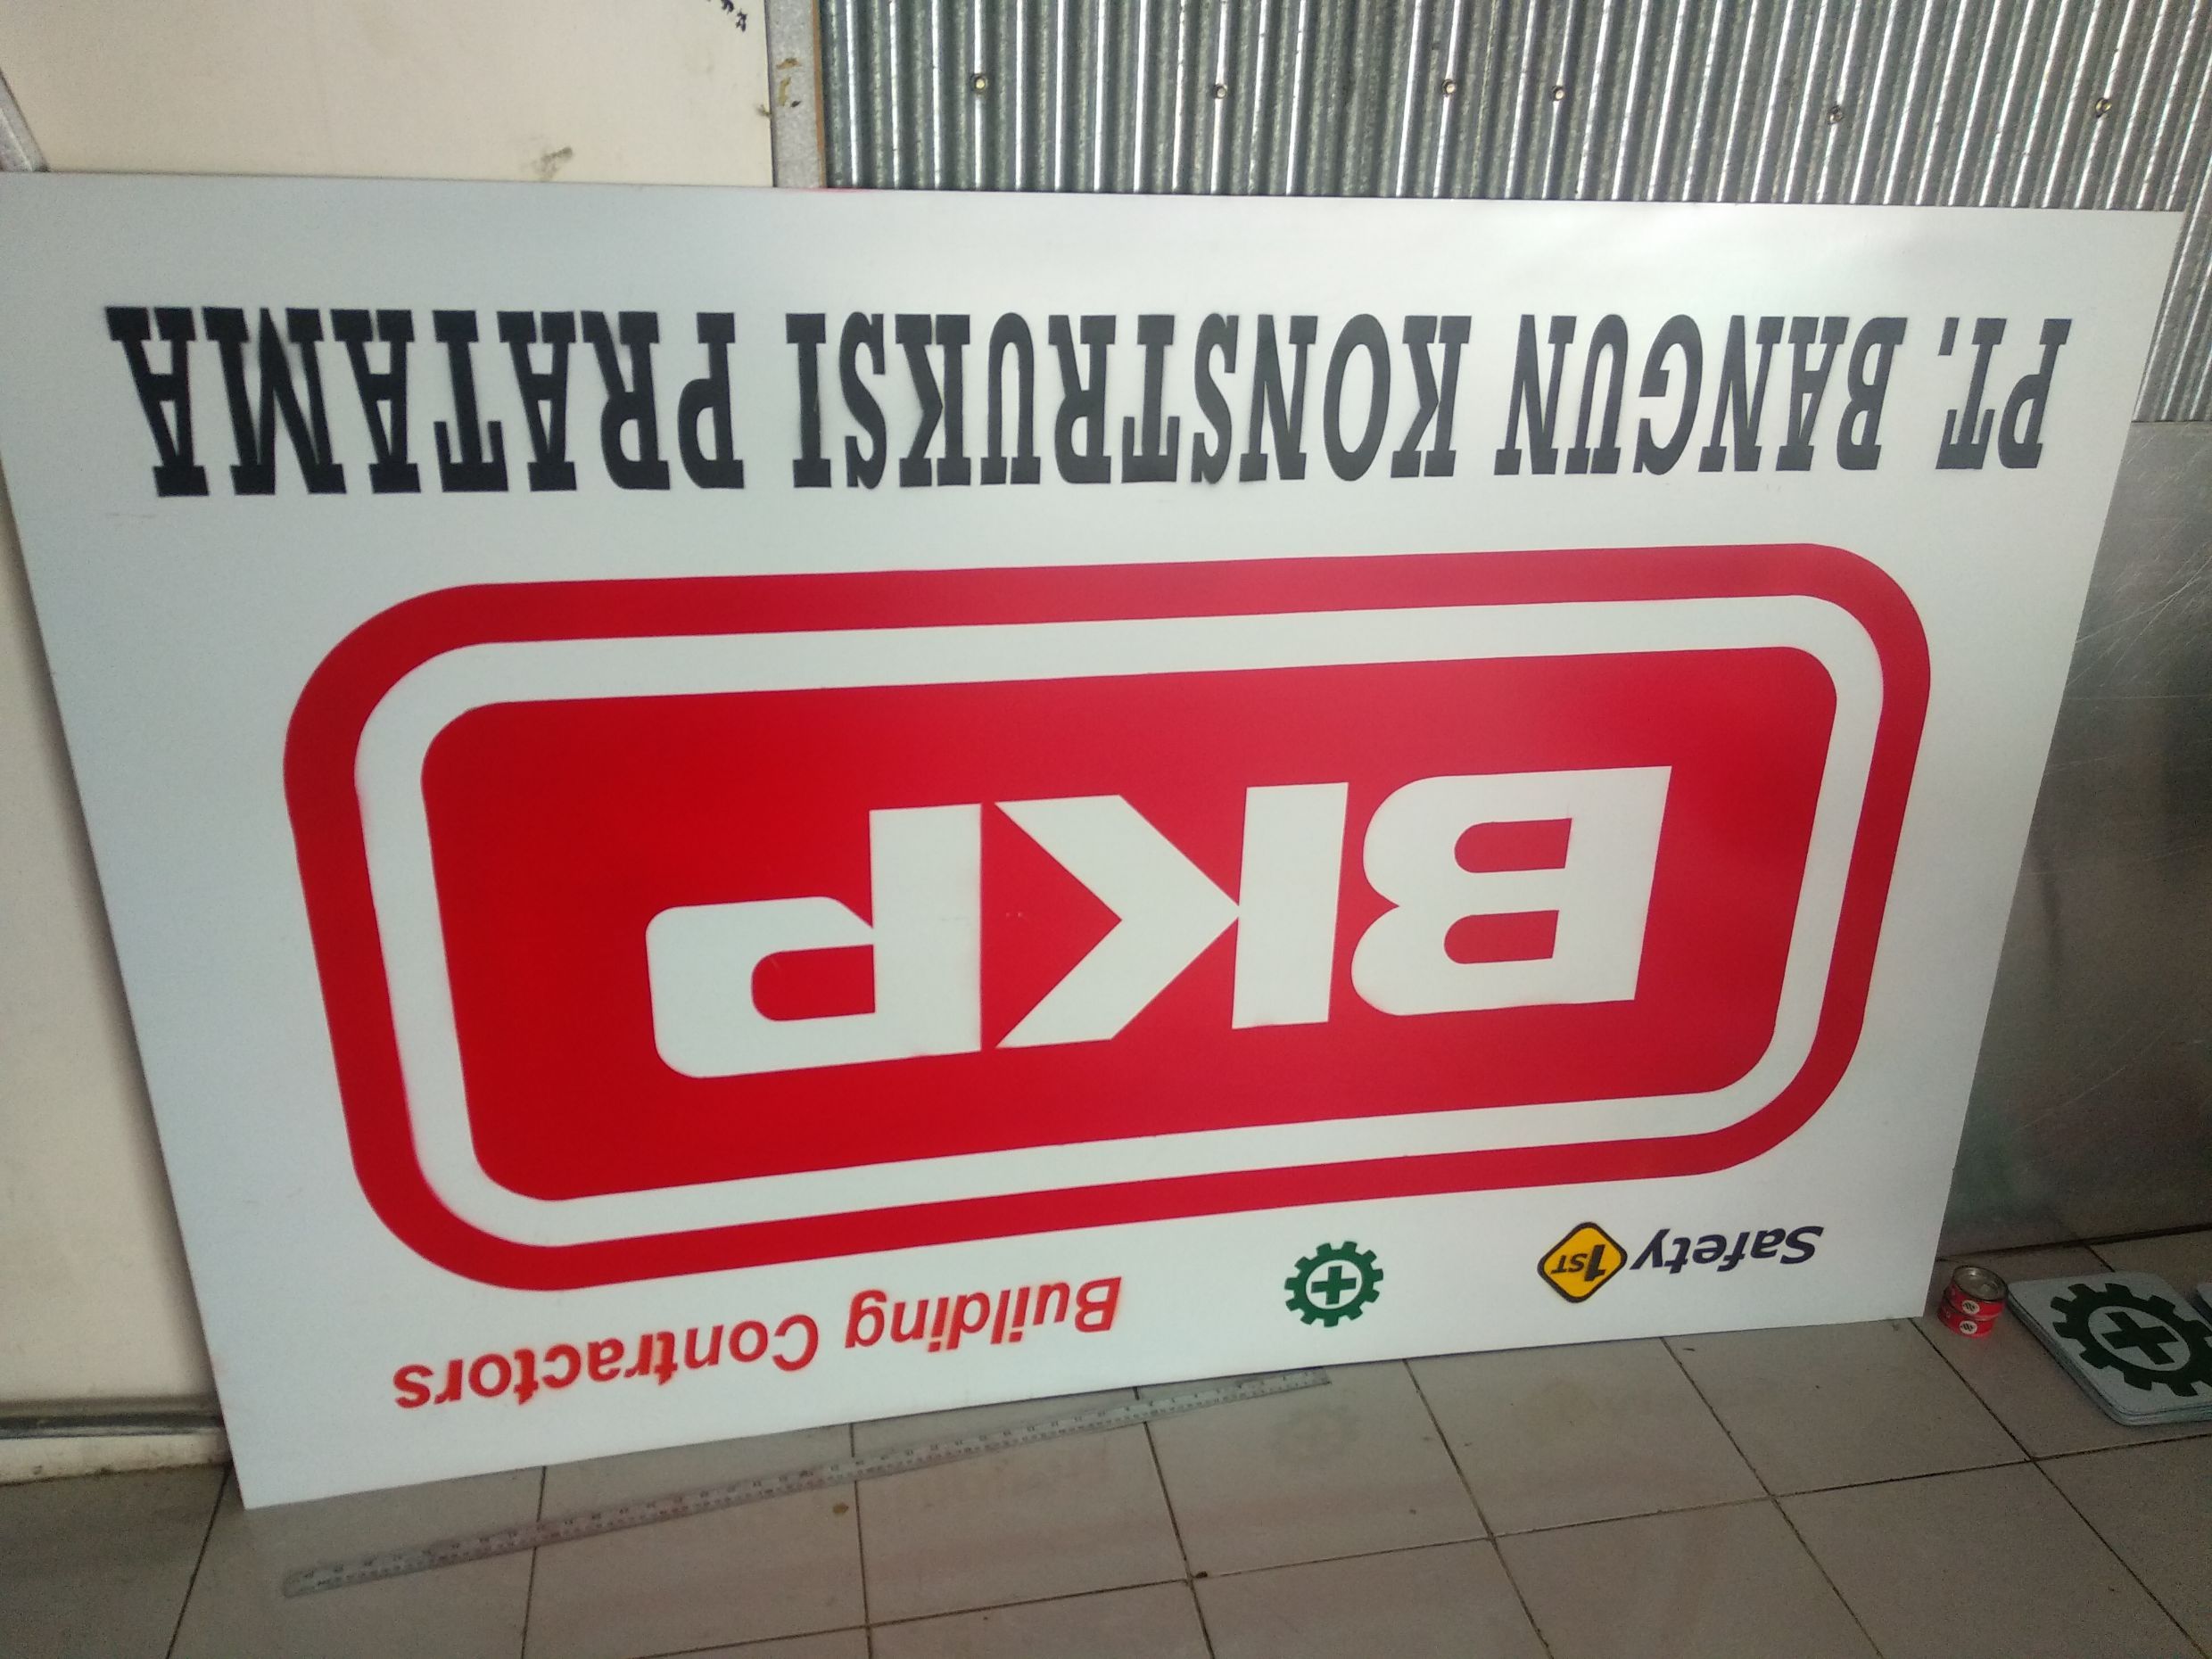 Safety 1ST
Building Contractors
BKP
PT. BANGUN KONSTRUKSI PRATAMA